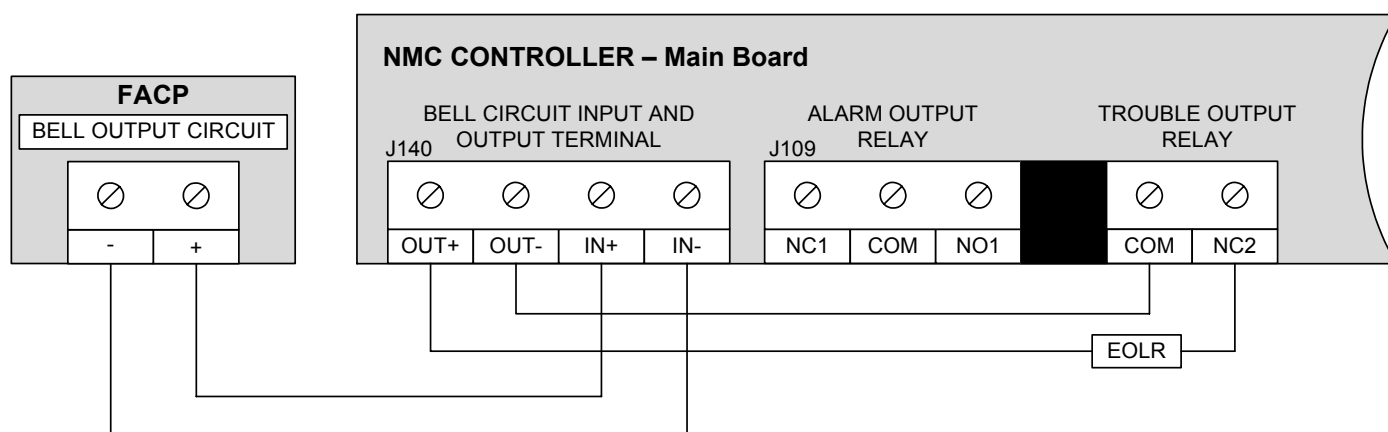 NMC CONTROLLER – Main Board
FACP
BELL OUTPUT CIRCUIT
- +
BELL CIRCUIT INPUT AND
OUTPUT TERMINAL
J140
OUT+ OUT- IN+ IN-
ALARM OUTPUT
RELAY
J109
NC1 COM NO1
TROUBLE OUTPUT
RELAY
COM NC2
EOLR